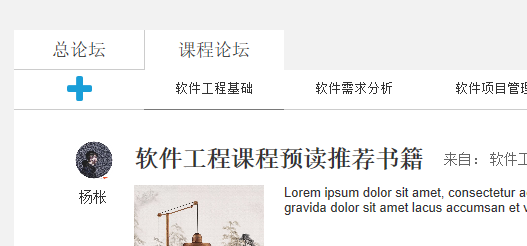 总论坛 课程论坛
软件工程基础 软件需求分析 软件项目管理
软件工程课程预读推荐书籍 来自： 软件工
杨枨
Lorem ipsum dolor sit amet, consectetur a
gravida dolor sit amet lacus accumsan et v